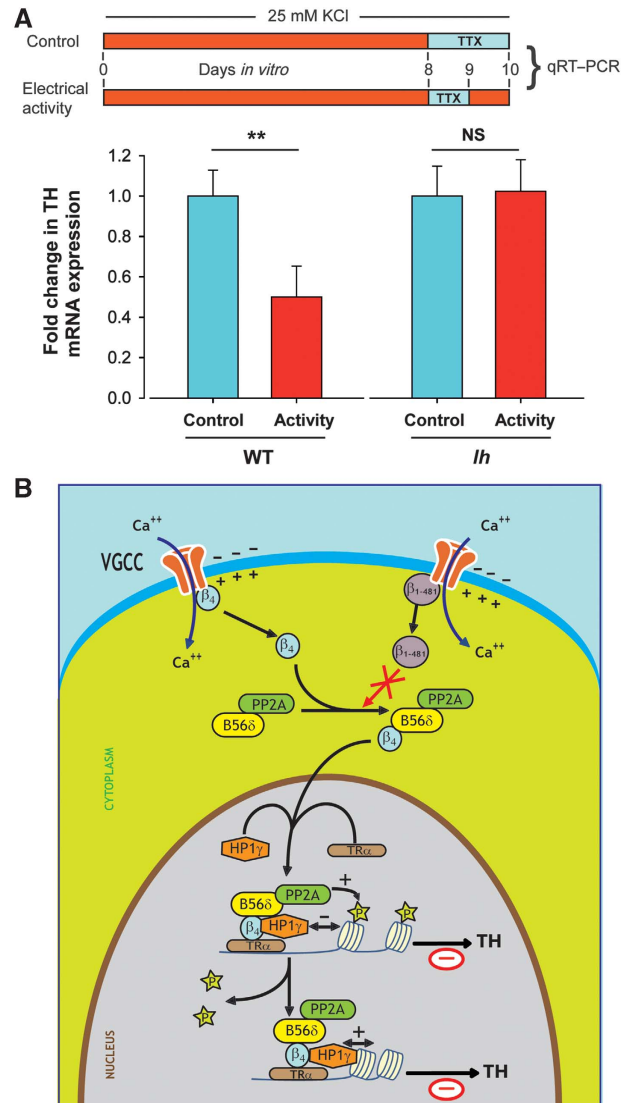 A
25 mM KCl
Control
TTX
0
Days in vitro
8
9
10
qRT–PCR
Electrical
activity
TTX
**
NS
Fold change in TH
mRNA expression
1.2
1.0
0.8
0.6
0.4
0.2
0.0
Control
Activity
Control
Activity
WT
lh
B
Ca++
Ca++
VGCC
– – –
– – –
+ + +
+ + +
β4
β1-481
Ca++
Ca++
β4
β1-481
PP2A
B56δ
PP2A
B56δ
β4
CYTOPLASM
HP1γ
TRα
PP2A
+
B56δ
P
P
β4
HP1γ
–
TRα
TH
–
P
P
PP2A
B56δ
+
β4
HP1γ
TRα
TH
–
NUCLEUS